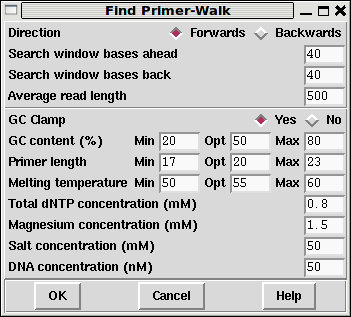 Find Primer-Walk
Direction Forwards Backwards
Search window bases ahead 40
Search window bases back 40
Average read length 500
GC Clamp Yes No
GC content (%) Min 20 Opt 50 Max 80
Primer length Min 17 Opt 20 Max 23
Melting temperature Min 50 Opt 55 Max 60
Total dNTP concentration (mM) 0.8
Magnesium concentration (mM) 1.5
Salt concentration (mM) 50
DNA concentration (nM) 50
OK Cancel Help